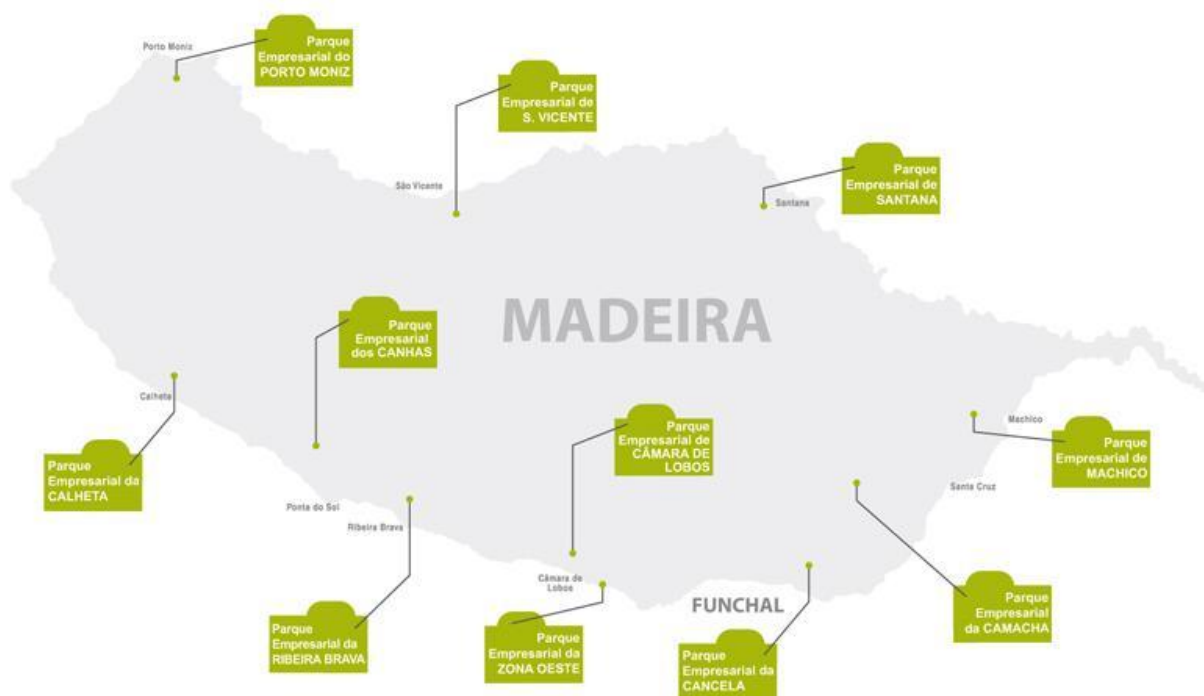 Porto Moniz
Parque
Empresarial do
PORTO MONIZ
Parque
Empresarial de
S. VICENTE
São Vicente
Parque
Empresarial de
SANTANA
Santana
MADEIRA
Parque
Empresarial
dos CANHAS
Calheta
Parque
Empresarial da
CALHETA
Parque
Empresarial de
CÂMARA DE
LOBOS
Machico
Parque
Empresarial de
MACHICO
Santa Cruz
Ponta do Sol
Ribeira Brava
Câmara de
Lobos
FUNCHAL
Parque
Empresarial da
RIBEIRA BRAVA
Parque
Empresarial da
ZONA OESTE
Parque
Empresarial da
CANCELA
Parque
Empresarial
da CAMACHA